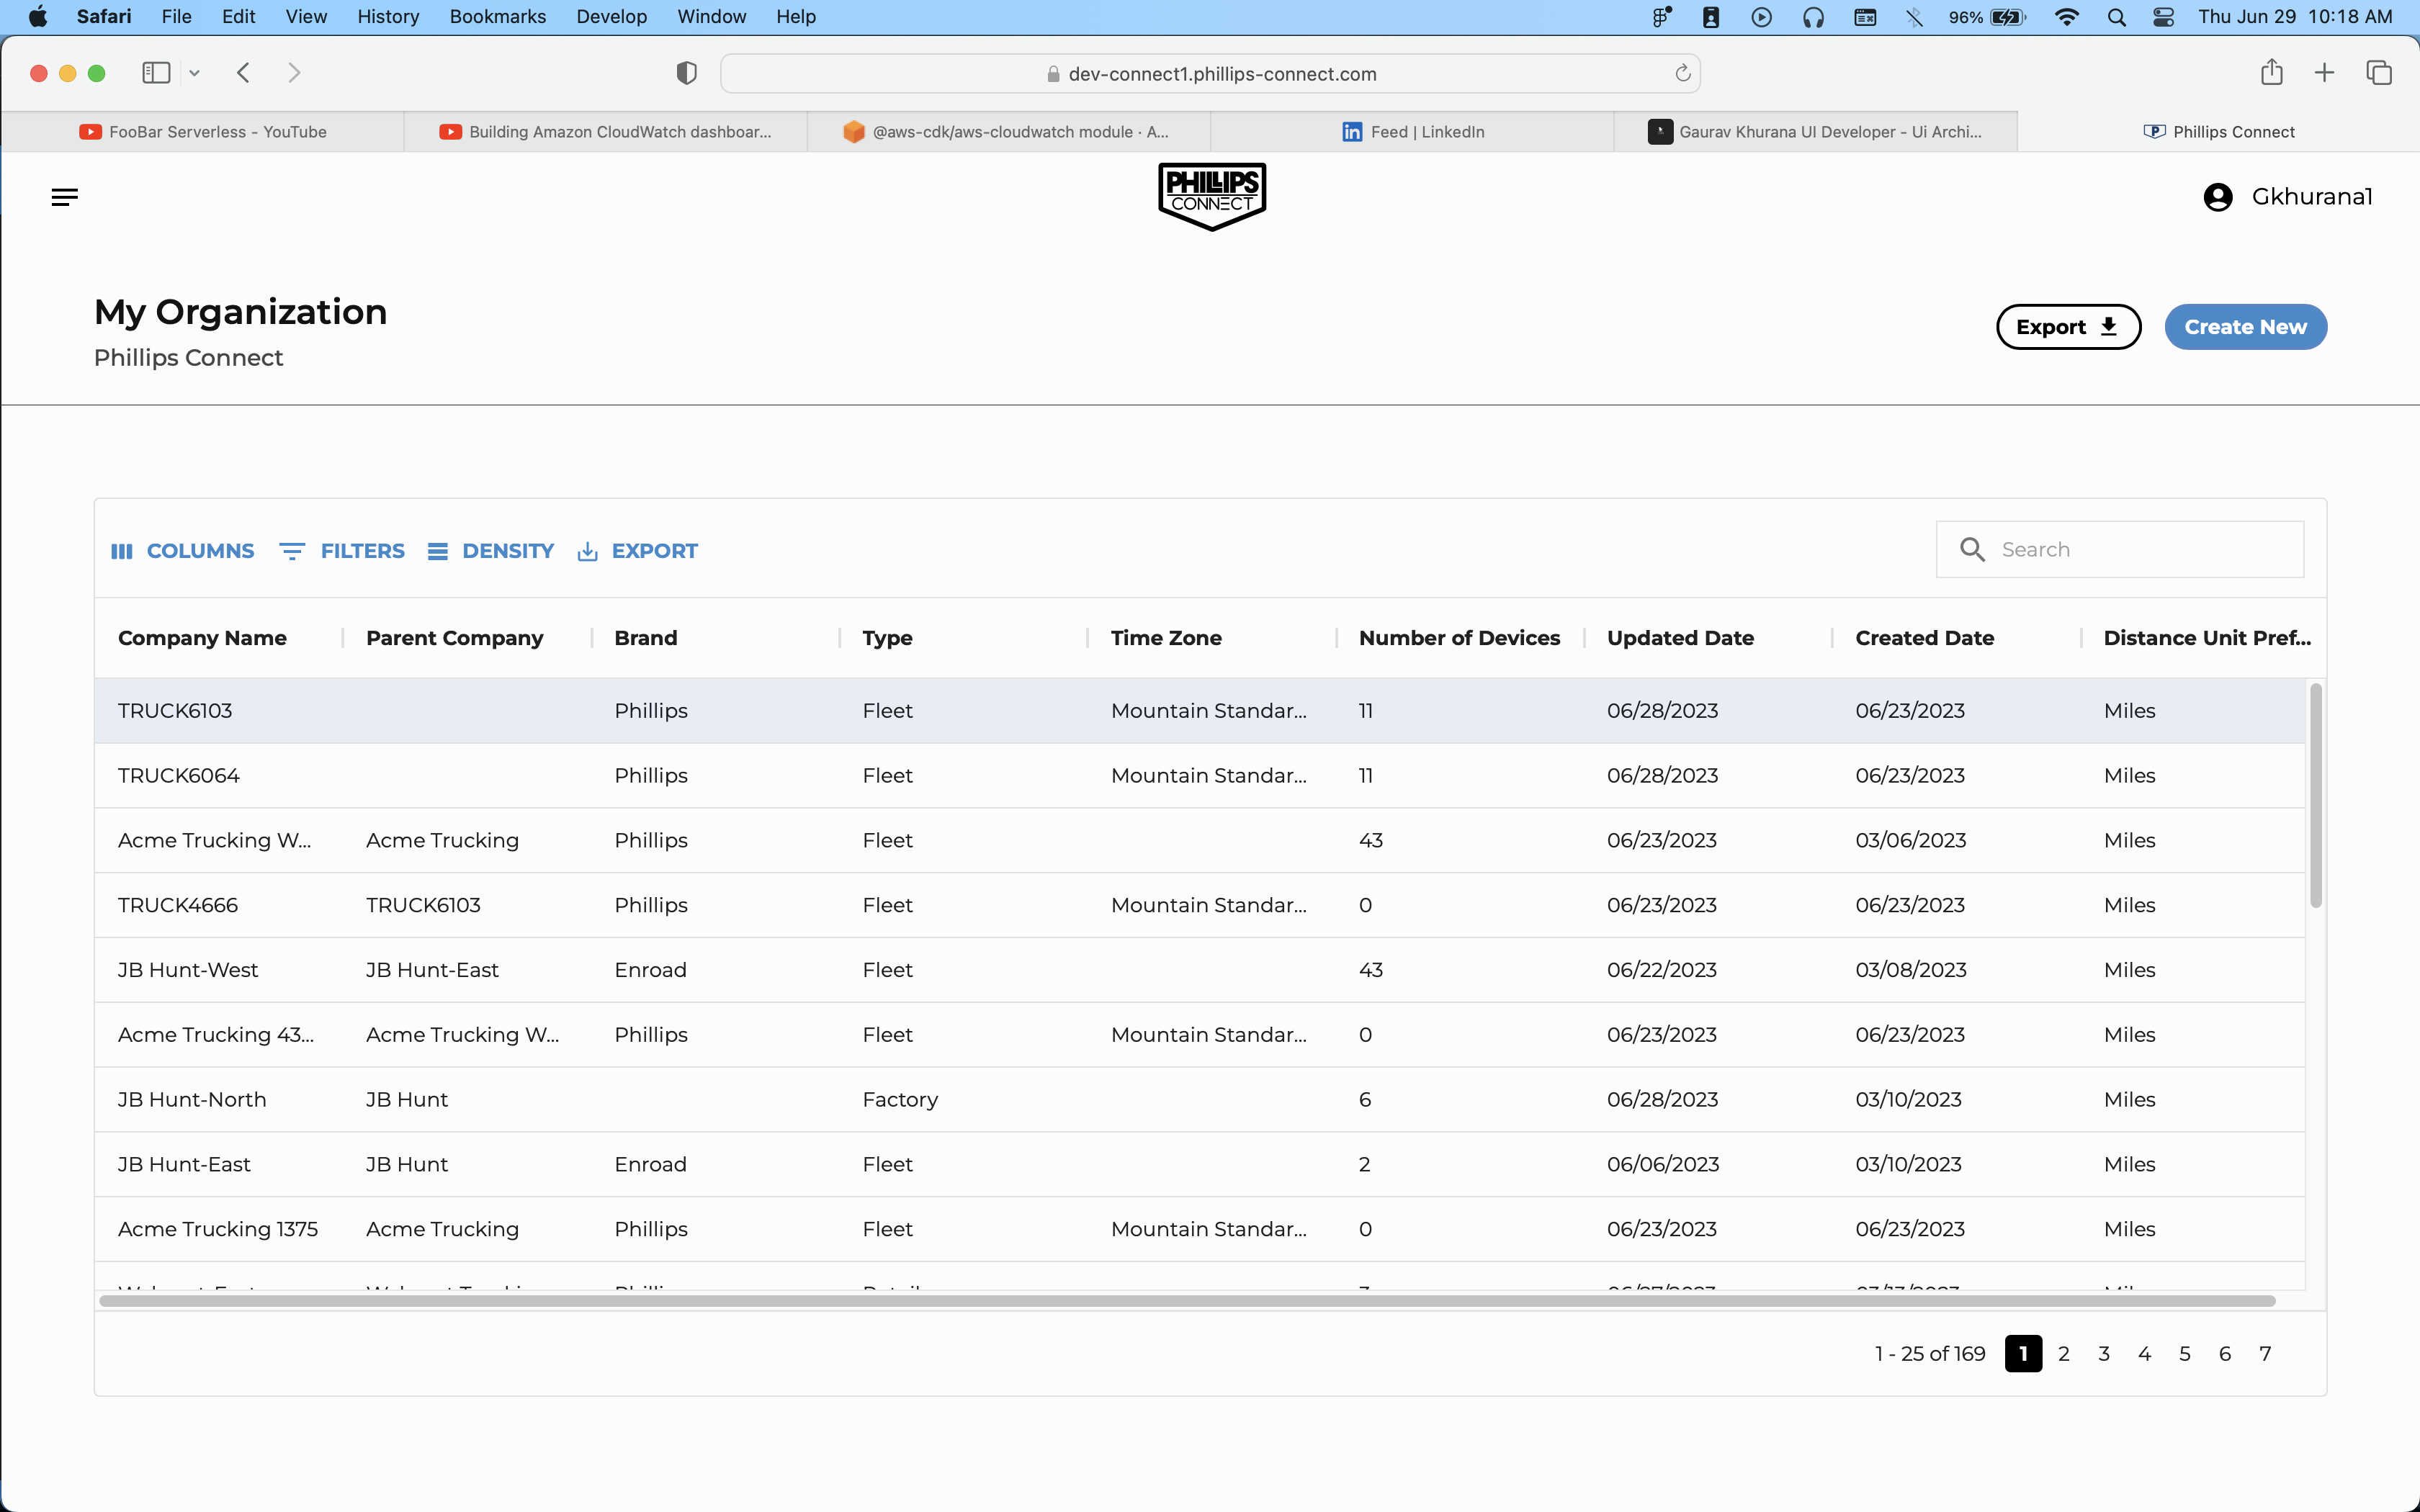 Safari File Edit View History Bookmarks Develop Window Help 96% Thu Jun 29 10:18 AM
dev-connect1.phillips-connect.com
FooBar Serverless - YouTube Building Amazon CloudWatch dashboar... @aws-cdk/aws-cloudwatch module · A... Feed | LinkedIn Gaurav Khurana UI Developer - Ui Archi... Phillips Connect
PHILLIPS
CONNECT
Gkhurana1
My Organization
Phillips Connect
Export Create New
COLUMNS FILTERS DENSITY EXPORT Search
Company Name Parent Company Brand Type Time Zone Number of Devices Updated Date Created Date Distance Unit Pref...
TRUCK6103 Phillips Fleet Mountain Standar... 11 06/28/2023 06/23/2023 Miles
TRUCK6064 Phillips Fleet Mountain Standar... 11 06/28/2023 06/23/2023 Miles
Acme Trucking W... Acme Trucking Phillips Fleet 43 06/23/2023 03/06/2023 Miles
TRUCK4666 TRUCK6103 Phillips Fleet Mountain Standar... 0 06/23/2023 06/23/2023 Miles
JB Hunt-West JB Hunt-East Enroad Fleet 43 06/22/2023 03/08/2023 Miles
Acme Trucking 43... Acme Trucking W... Phillips Fleet Mountain Standar... 0 06/23/2023 06/23/2023 Miles
JB Hunt-North JB Hunt Factory 6 06/28/2023 03/10/2023 Miles
JB Hunt-East JB Hunt Enroad Fleet 2 06/06/2023 03/10/2023 Miles
Acme Trucking 1375 Acme Trucking Phillips Fleet Mountain Standar... 0 06/23/2023 06/23/2023 Miles
1 - 25 of 169 1 2 3 4 5 6 7